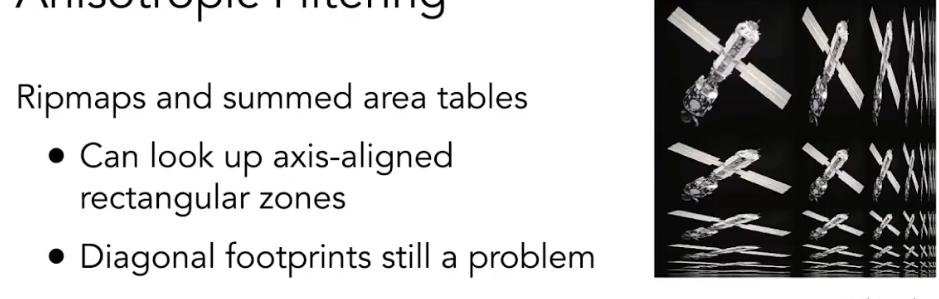 Anisotropic Filtering
Ripmaps and summed area tables
• Can look up axis-aligned
rectangular zones
• Diagonal footprints still a problem